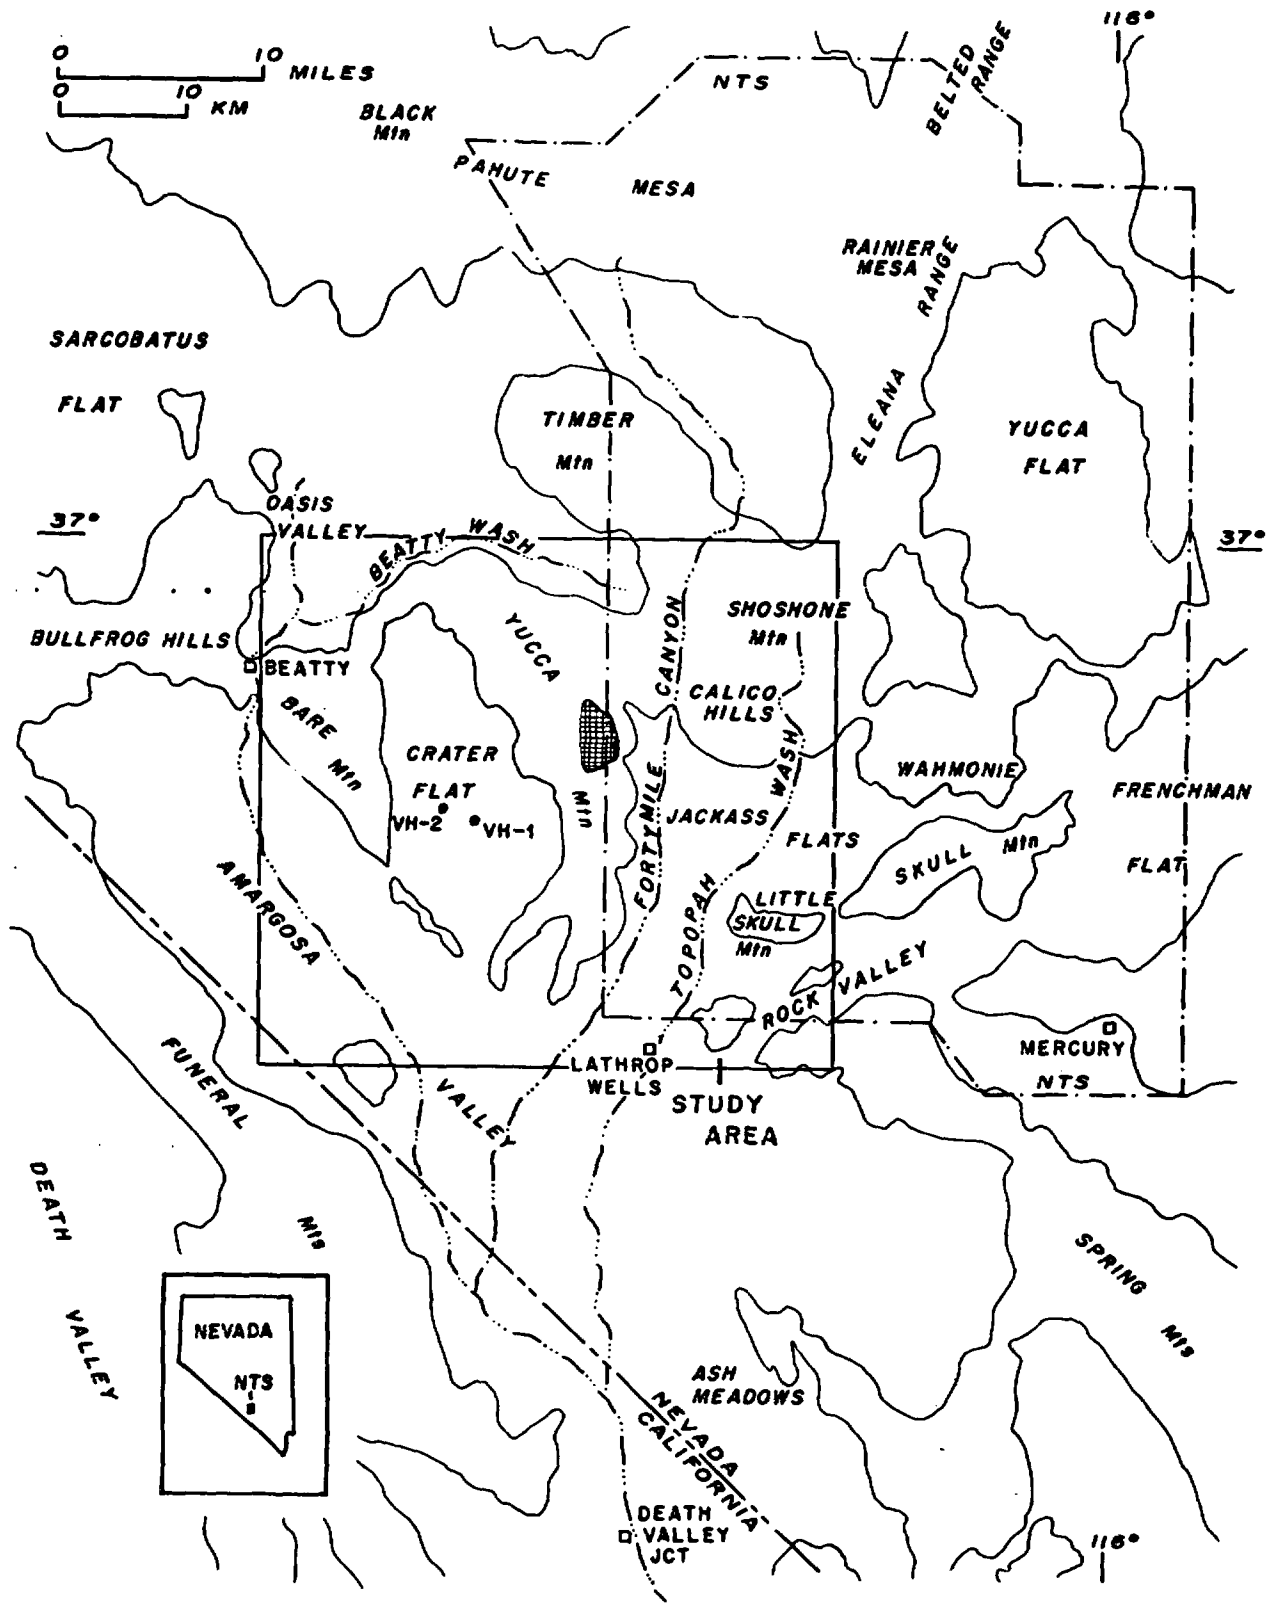 0 10
MILES
0 10
KM
116°
BELTED
RANGE
NTS
BLACK
Mtn
PAHUTE
MESA
RAINIER
MESA
ELEANA RANGE
SARCOBATUS
FLAT
TIMBER
Mtn
YUCCA
FLAT
OASIS
VALLEY
37°
37°
BEATTY WASH
SHOSHONE
Mtn
BULLFROG HILLS
BEATTY
YUCCA
Mtn
FORTYMILE CANYON
CALICO
HILLS
BARE
Mtn
CRATER
FLAT
VH-2
VH-1
WAHMONIE
FRENCHMAN
FLAT
JACKASS
FLATS
TOPOPAH WASH
SKULL Mtn
LITTLE
SKULL
Mtn
ROCK VALLEY
AMARGOSA
VALLEY
MERCURY
NTS
LATHROP
WELLS
STUDY
AREA
FUNERAL
Mts
DEATH
VALLEY
SPRING
Mts
NEVADA
NTS
ASH
MEADOWS
NEVADA
CALIFORNIA
DEATH
VALLEY
JCT
116°